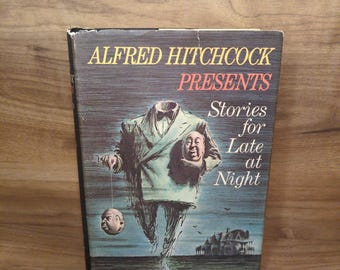 ALFRED HITCHCOCK
PRESENTS
Stories
for
Late
at
Night